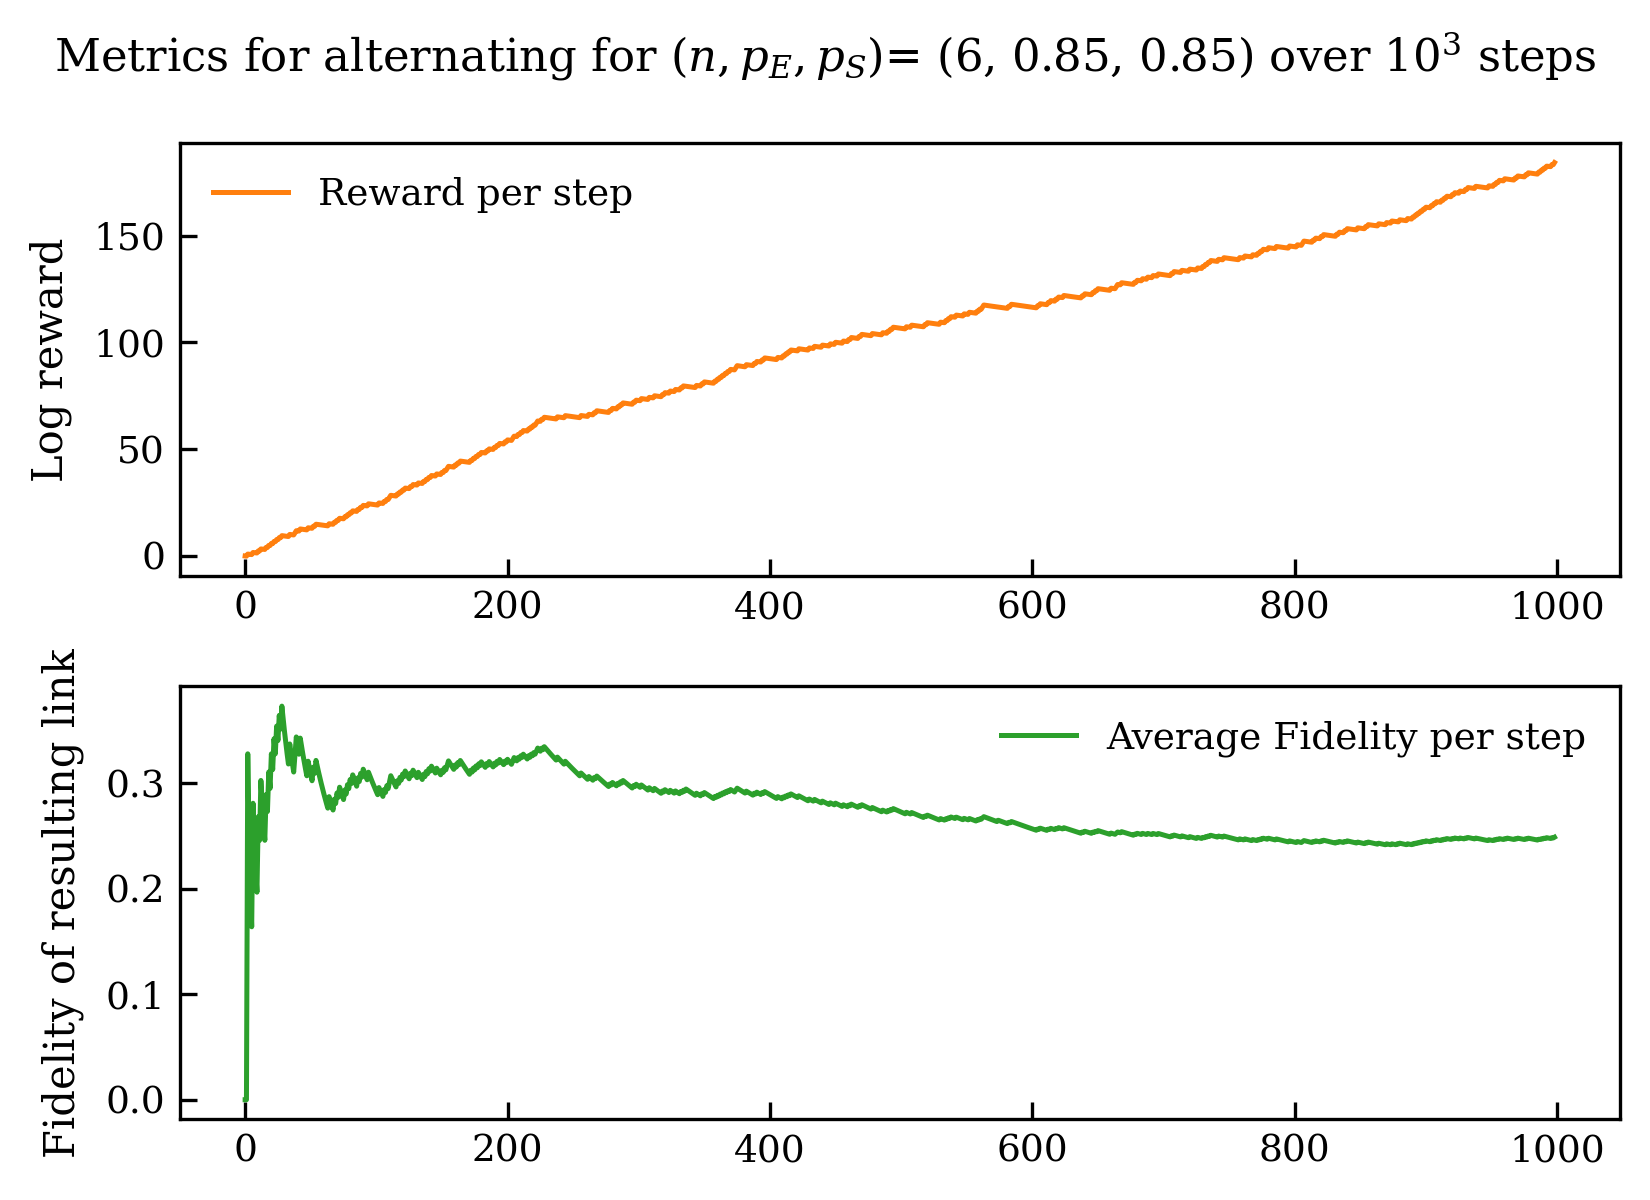 Metrics for alternating for (n, p_E, p_S)= (6, 0.85, 0.85) over 10³ steps
Log reward
Reward per step
150
100
50
0
0 200 400 600 800 1000
Fidelity of resulting link
Average Fidelity per step
0.3
0.2
0.1
0.0
0 200 400 600 800 1000